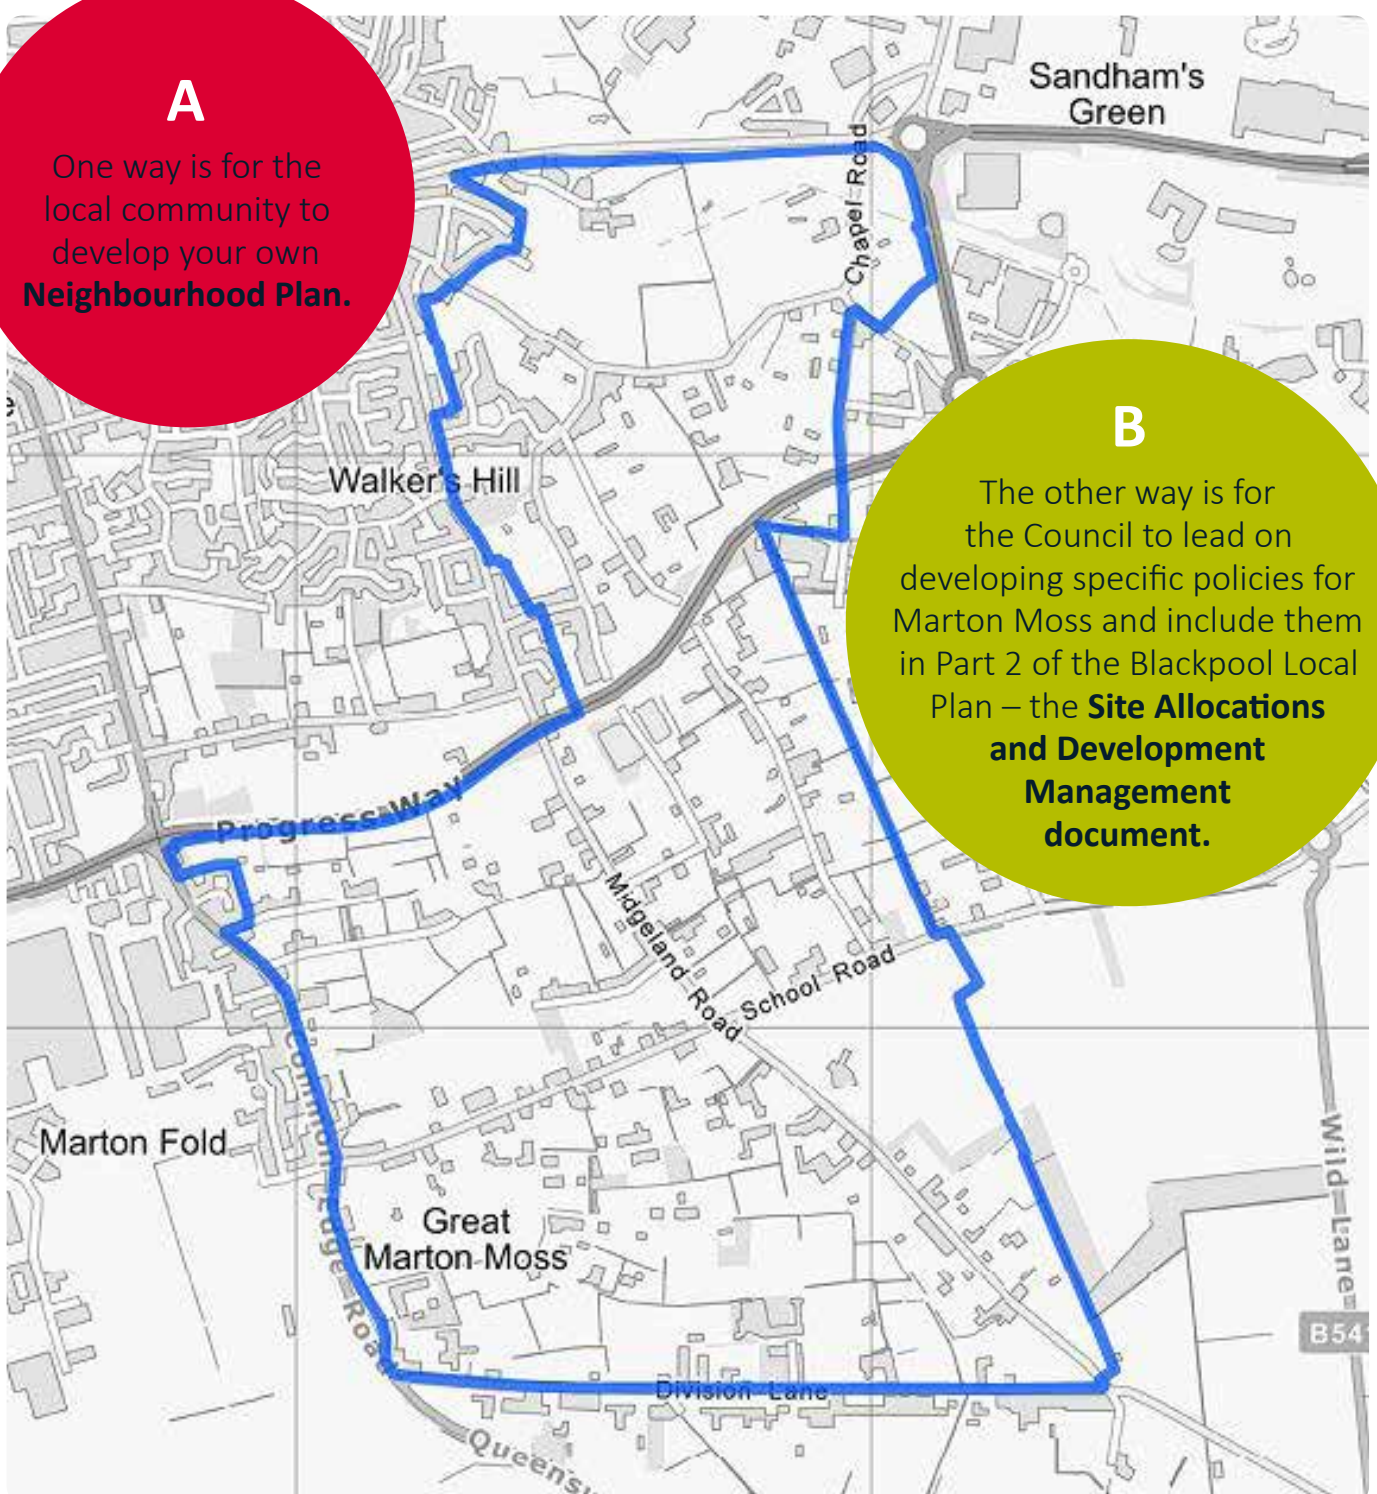 A
One way is for the
local community to
develop your own
Neighbourhood Plan.
Sandham's
Green
Chapel Road
B
The other way is for
the Council to lead on
developing specific policies for
Marton Moss and include them
in Part 2 of the Blackpool Local
Plan – the Site Allocations
and Development
Management
document.
Walker's Hill
Progress Way
Midgeland Road
School Road
Common Edge Road
Marton Fold
Great
Marton Moss
Wild Lane
Division Lane